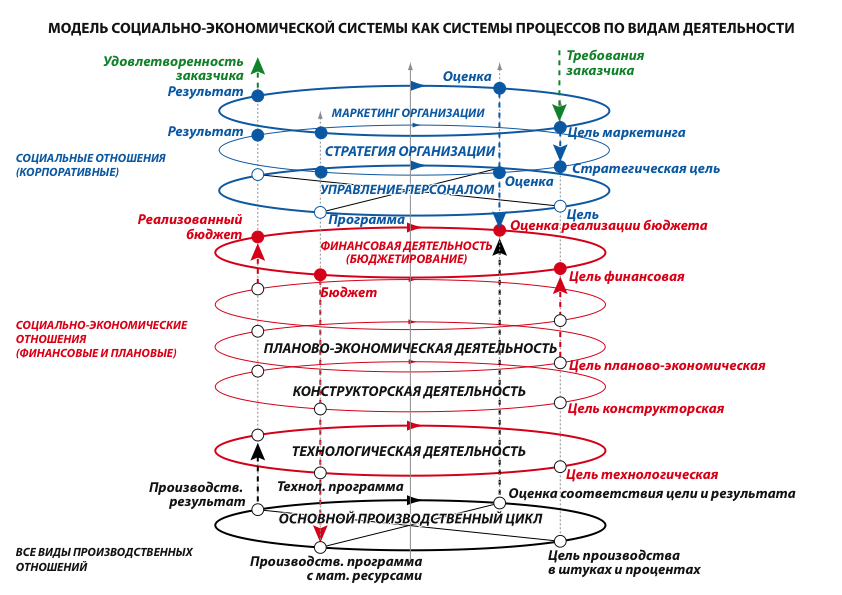 МОДЕЛЬ СОЦИАЛЬНО-ЭКОНОМИЧЕСКОЙ СИСТЕМЫ КАК СИСТЕМЫ ПРОЦЕССОВ ПО ВИДАМ ДЕЯТЕЛЬНОСТИ
Удовлетворенность
заказчика
Требования
заказчика
Оценка
Результат
МАРКЕТИНГ ОРГАНИЗАЦИИ
Результат
Цель маркетинга
СТРАТЕГИЯ ОРГАНИЗАЦИИ
СОЦИАЛЬНЫЕ ОТНОШЕНИЯ
(КОРПОРАТИВНЫЕ)
Стратегическая цель
Оценка
УПРАВЛЕНИЕ ПЕРСОНАЛОМ
Программа
Цель
Реализованный
бюджет
Оценка реализации бюджета
ФИНАНСОВАЯ ДЕЯТЕЛЬНОСТЬ
(БЮДЖЕТИРОВАНИЕ)
Цель финансовая
Бюджет
СОЦИАЛЬНО-ЭКОНОМИЧЕСКИЕ
ОТНОШЕНИЯ
(ФИНАНСОВЫЕ И ПЛАНОВЫЕ)
ПЛАНОВО-ЭКОНОМИЧЕСКАЯ ДЕЯТЕЛЬНОСТЬ
Цель планово-экономическая
КОНСТРУКТОРСКАЯ ДЕЯТЕЛЬНОСТЬ
Цель конструкторская
ТЕХНОЛОГИЧЕСКАЯ ДЕЯТЕЛЬНОСТЬ
Цель технологическая
Технол. программа
Производств.
результат
Оценка соответствия цели и результата
ОСНОВНОЙ ПРОИЗВОДСТВЕННЫЙ ЦИКЛ
ВСЕ ВИДЫ ПРОИЗВОДСТВЕННЫХ
ОТНОШЕНИЙ
Производств. программа
с мат. ресурсами
Цель производства
в штуках и процентах